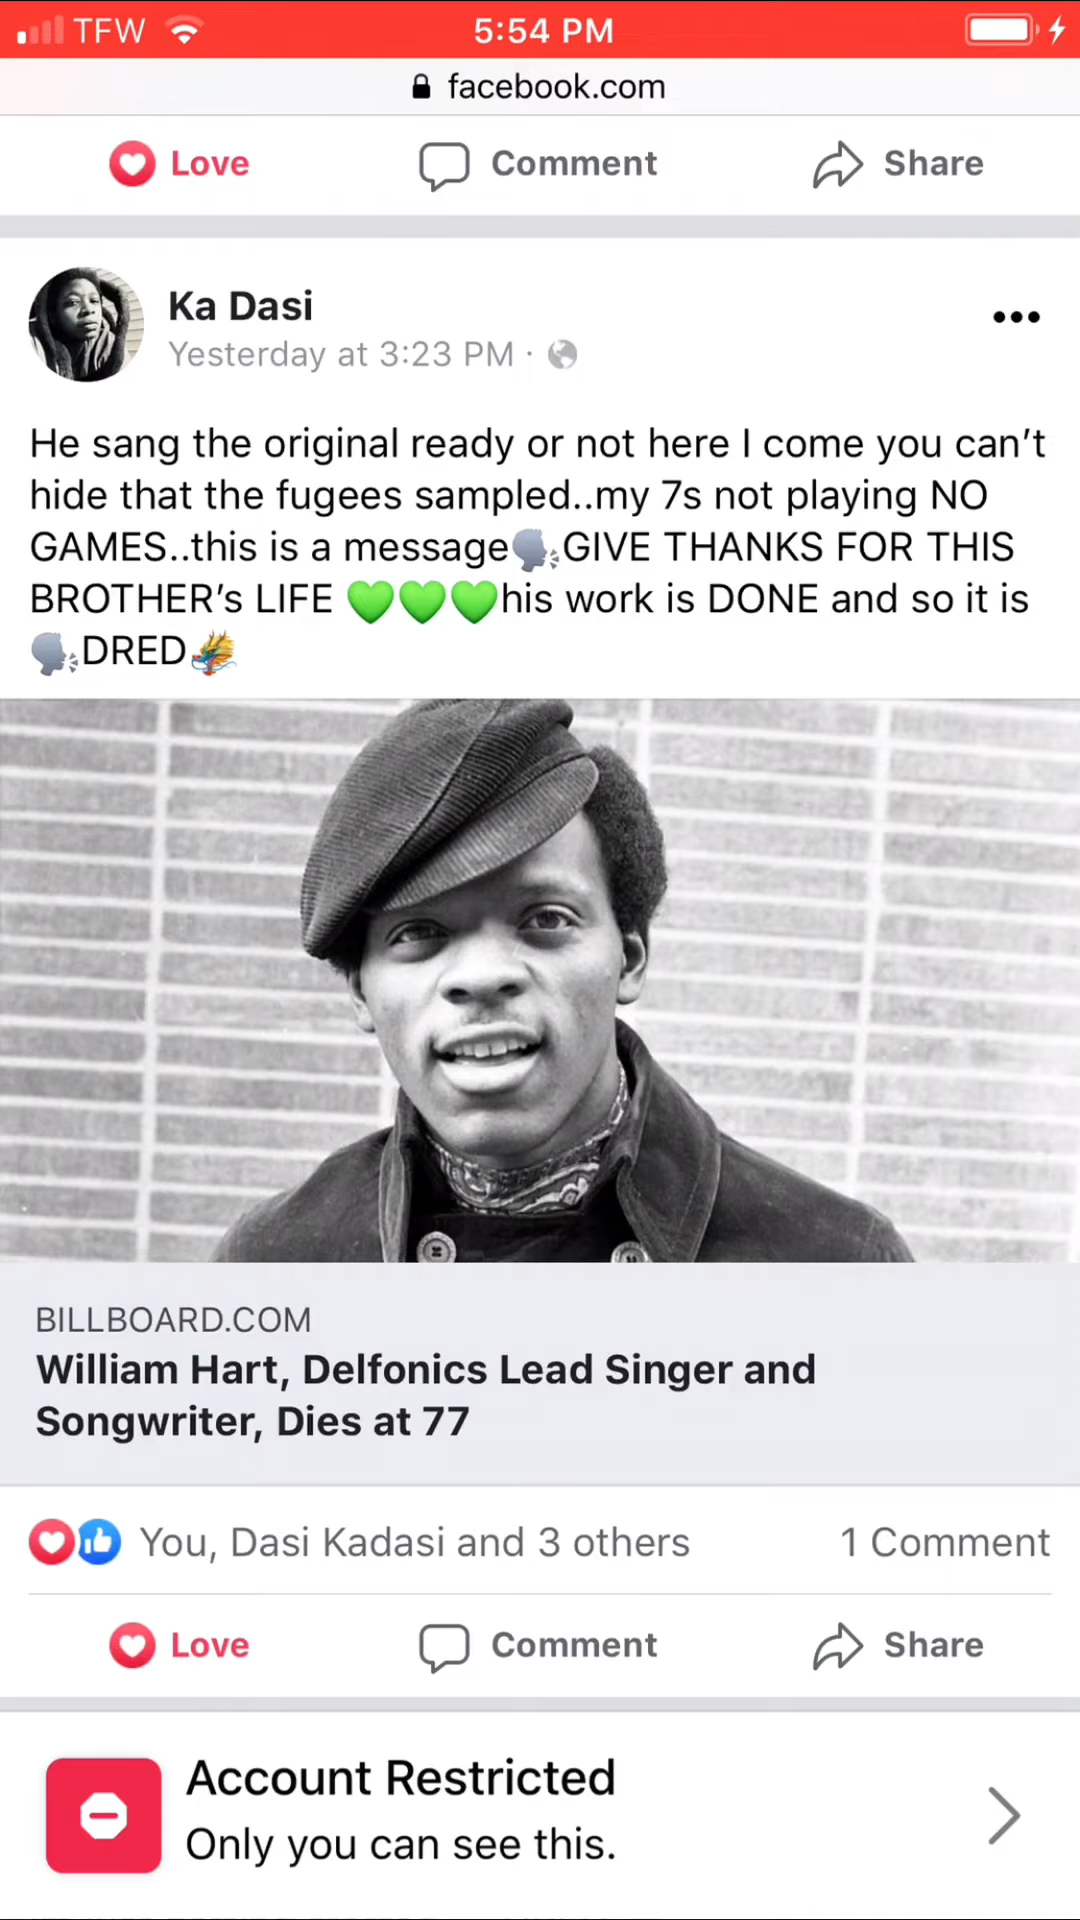 TFW 5:54 PM
facebook.com
Love Comment Share
Ka Dasi
Yesterday at 3:23 PM ·
He sang the original ready or not here I come you can’t
hide that the fugees sampled..my 7s not playing NO
GAMES..this is a message🗣️GIVE THANKS FOR THIS
BROTHER’s LIFE 💚💚💚his work is DONE and so it is
🗣️DRED🐉
BILLBOARD.COM
William Hart, Delfonics Lead Singer and
Songwriter, Dies at 77
You, Dasi Kadasi and 3 others 1 Comment
Love Comment Share
Account Restricted
Only you can see this.